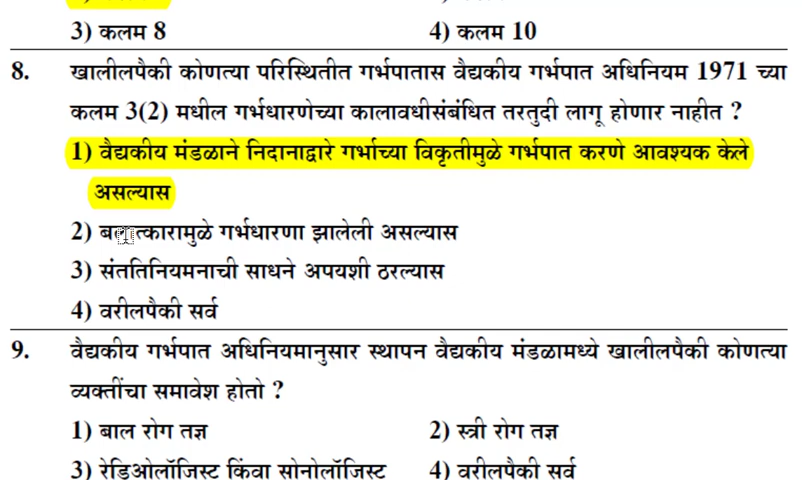 3) कलम 8
4) कलम 10
8. खालीलपैकी कोणत्या परिस्थितीत गर्भपातास वैद्यकीय गर्भपात अधिनियम 1971 च्या
कलम 3(2) मधील गर्भधारणेच्या कालावधीसंबंधित तरतुदी लागू होणार नाहीत ?
1) वैद्यकीय मंडळाने निदानाद्वारे गर्भाच्या विकृतीमुळे गर्भपात करणे आवश्यक केले
असल्यास
2) बलात्कारामुळे गर्भधारणा झालेली असल्यास
3) संततिनियमनाची साधने अपयशी ठरल्यास
4) वरीलपैकी सर्व
9. वैद्यकीय गर्भपात अधिनियमानुसार स्थापन वैद्यकीय मंडळामध्ये खालीलपैकी कोणत्या
व्यक्तींचा समावेश होतो ?
1) बाल रोग तज्ञ
2) स्त्री रोग तज्ञ
3) रेडिओलॉजिस्ट किंवा सोनोलॉजिस्ट
4) वरीलपैकी सर्व